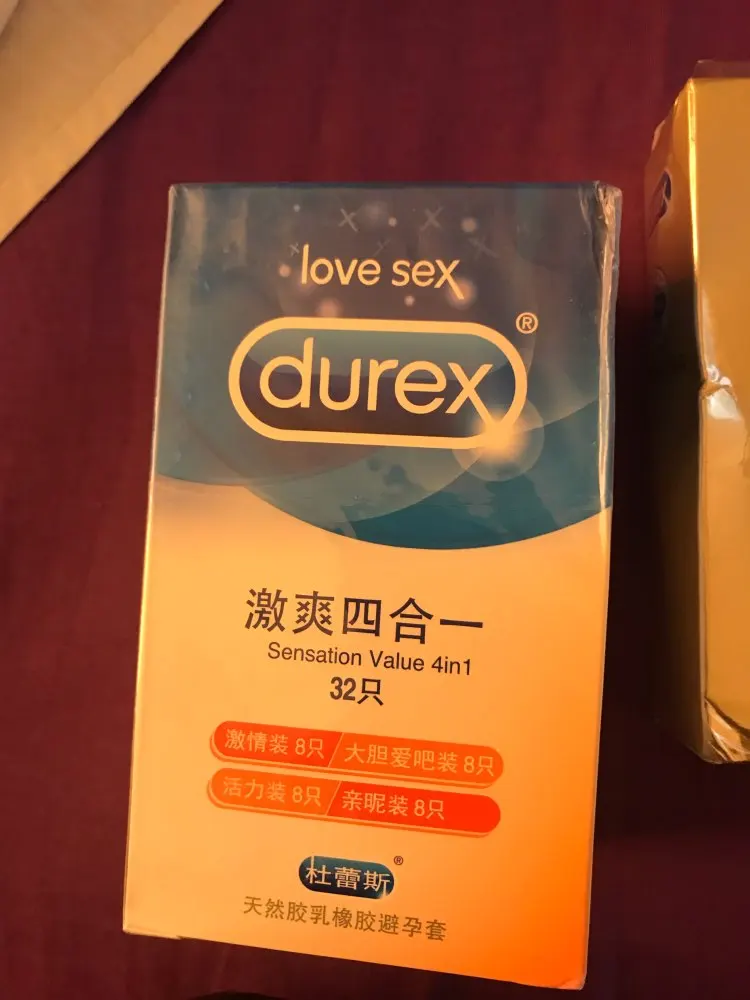 love sex
durex®
激爽四合一
Sensation Value 4in1
32只
激情装 8只/大胆爱吧装 8只
活力装 8只/亲昵装 8只
杜蕾斯®
天然胶乳橡胶避孕套